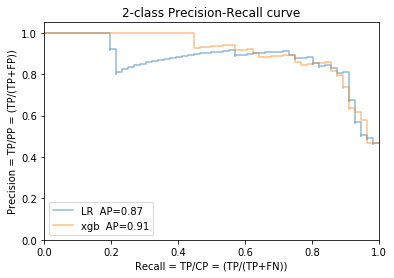 2-class Precision-Recall curve
Precision = TP/PP = (TP/(TP+FP))
1.0
0.8
0.6
0.4
0.2
0.0
LR AP=0.87
xgb AP=0.91
0.0 0.2 0.4 0.6 0.8 1.0
Recall = TP/CP = (TP/(TP+FN))